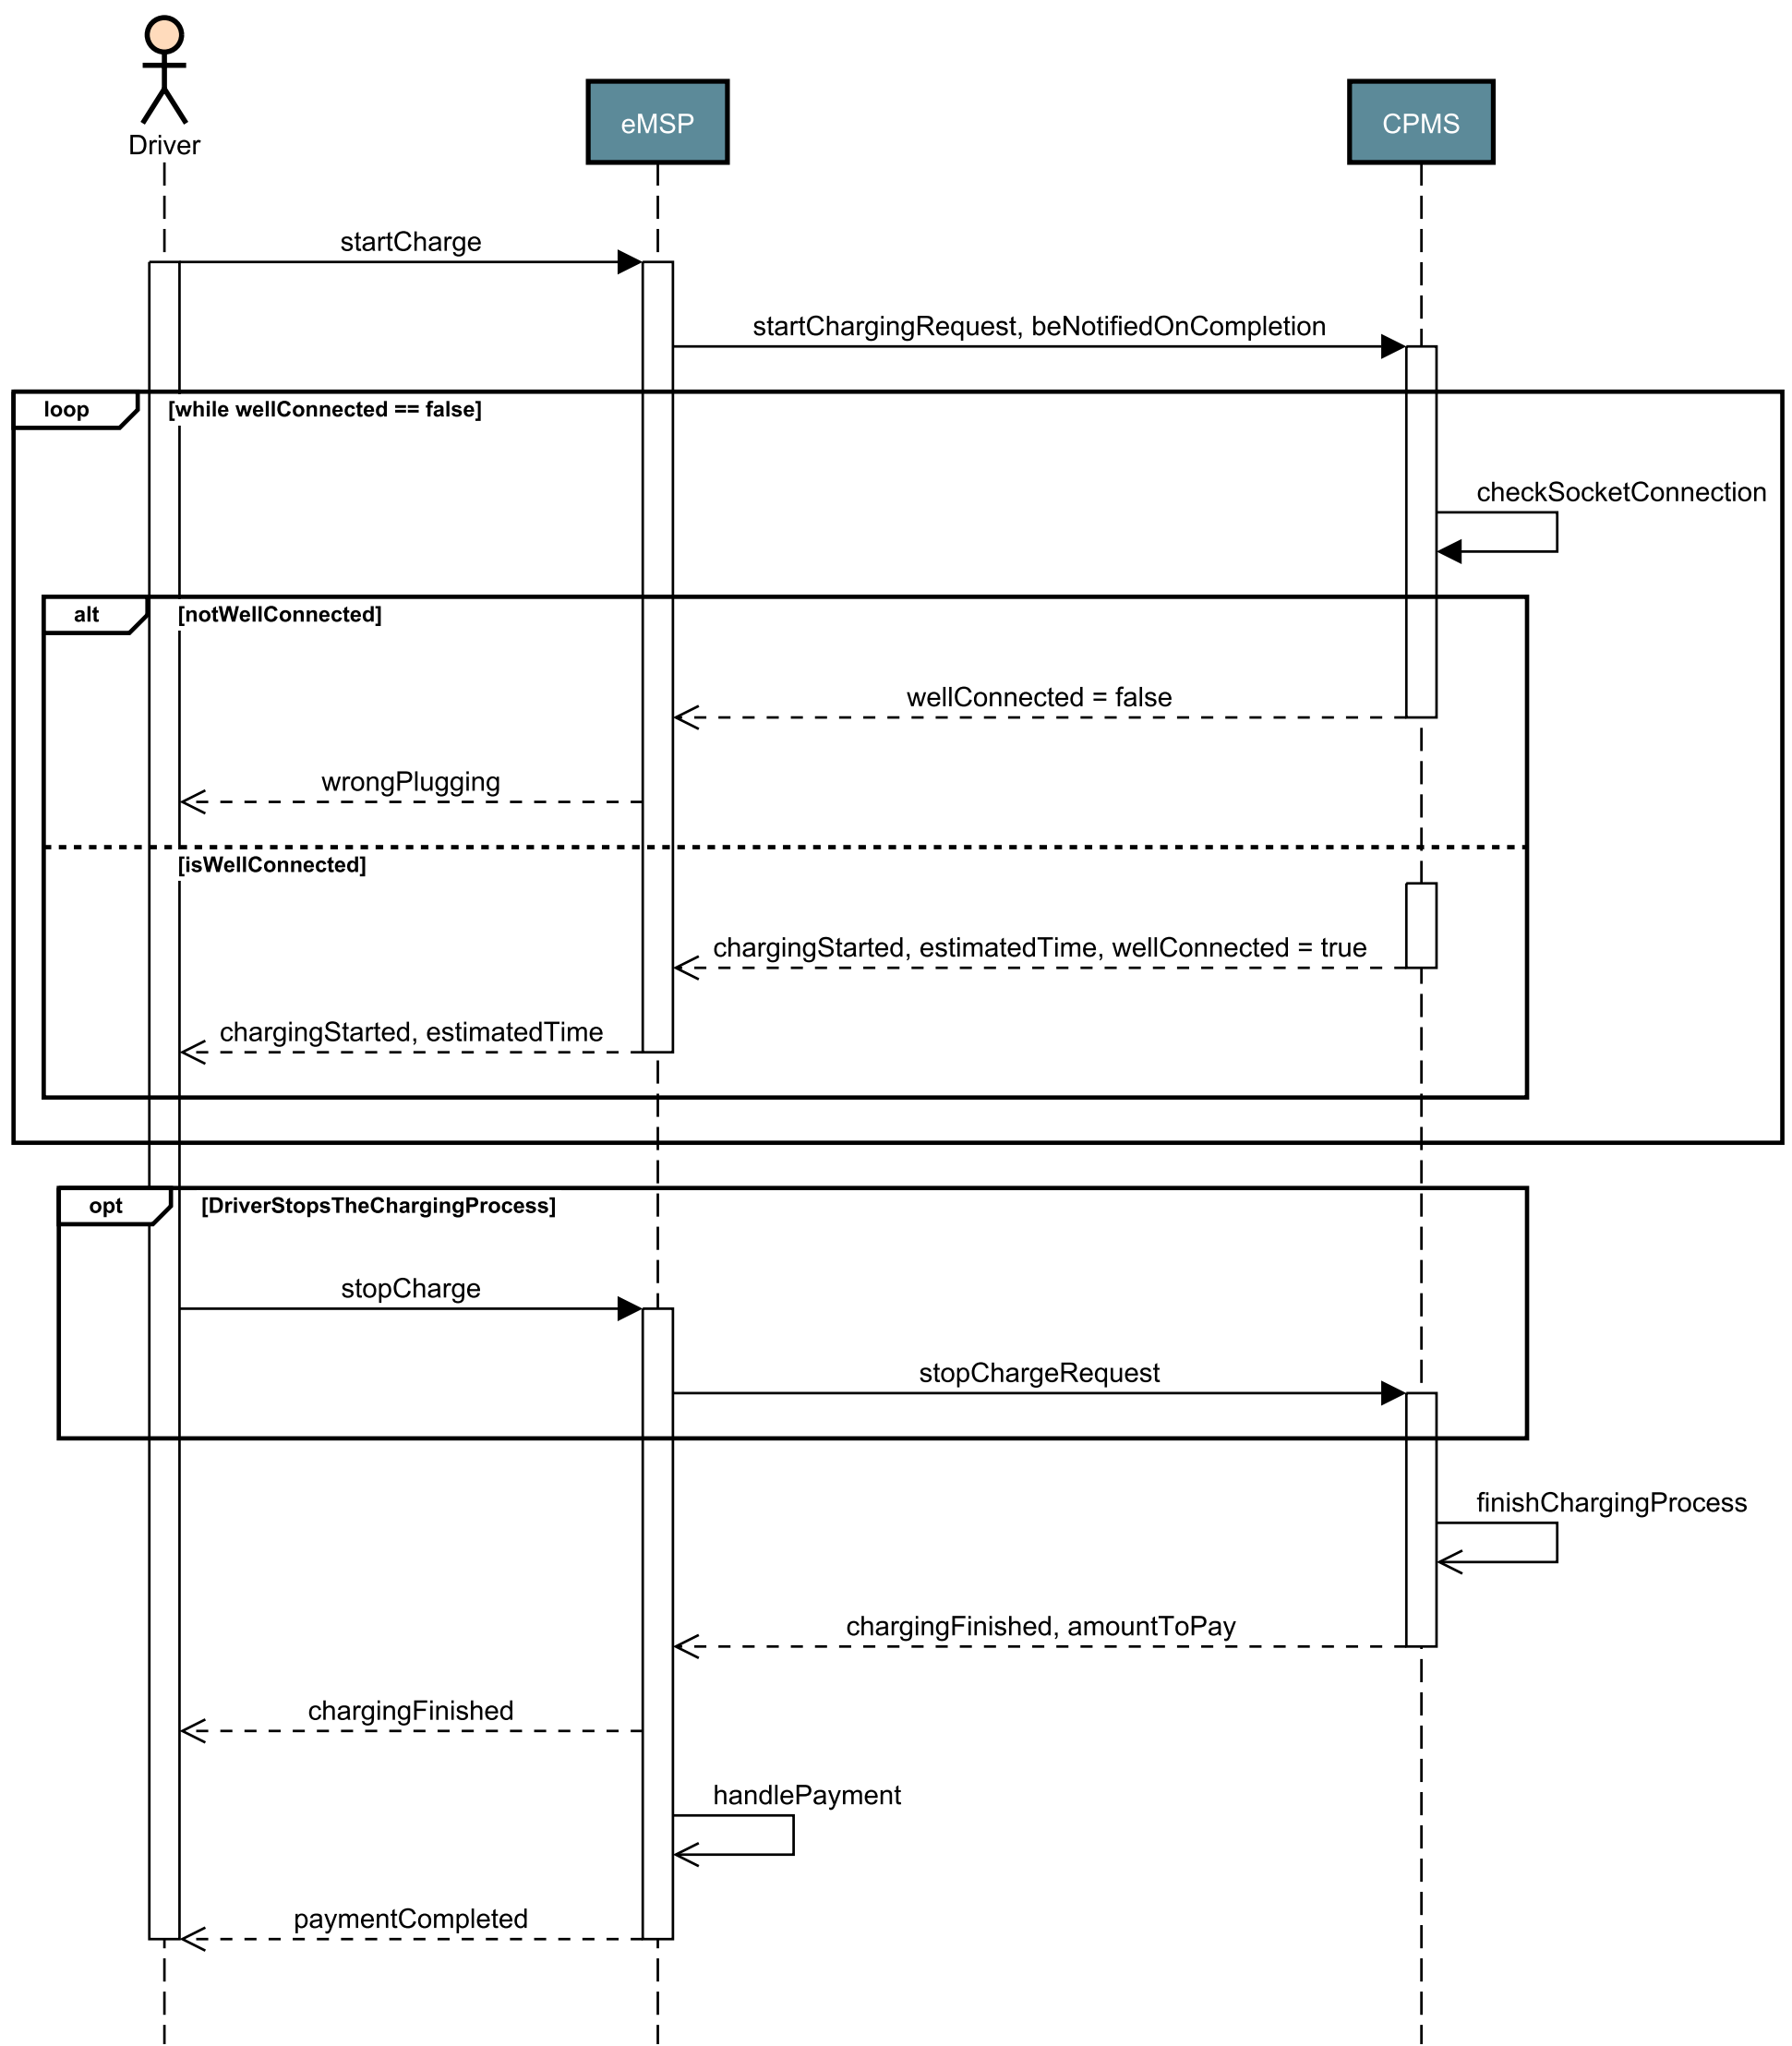 Driver
eMSP
CPMS
startCharge
startChargingRequest, beNotifiedOnCompletion
loop
[while wellConnected == false]
checkSocketConnection
alt
[notWellConnected]
wellConnected = false
wrongPlugging
[isWellConnected]
chargingStarted, estimatedTime, wellConnected = true
chargingStarted, estimatedTime
opt
[DriverStopsTheChargingProcess]
stopCharge
stopChargeRequest
finishChargingProcess
chargingFinished, amountToPay
chargingFinished
handlePayment
paymentCompleted